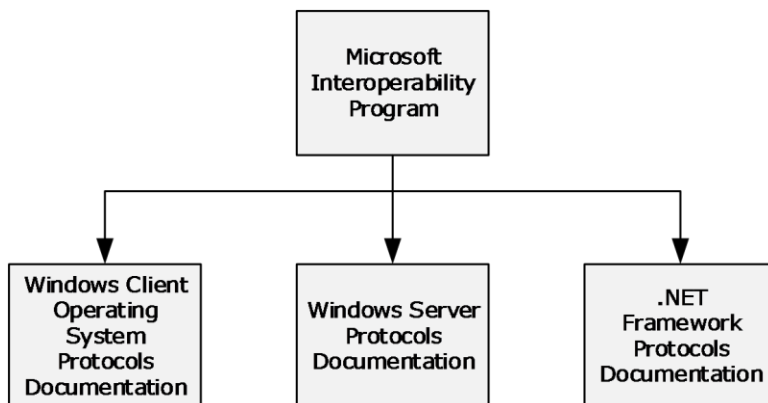 Microsoft
Interoperability
Program
Windows Client
Operating
System
Protocols
Documentation
Windows Server
Protocols
Documentation
.NET
Framework
Protocols
Documentation